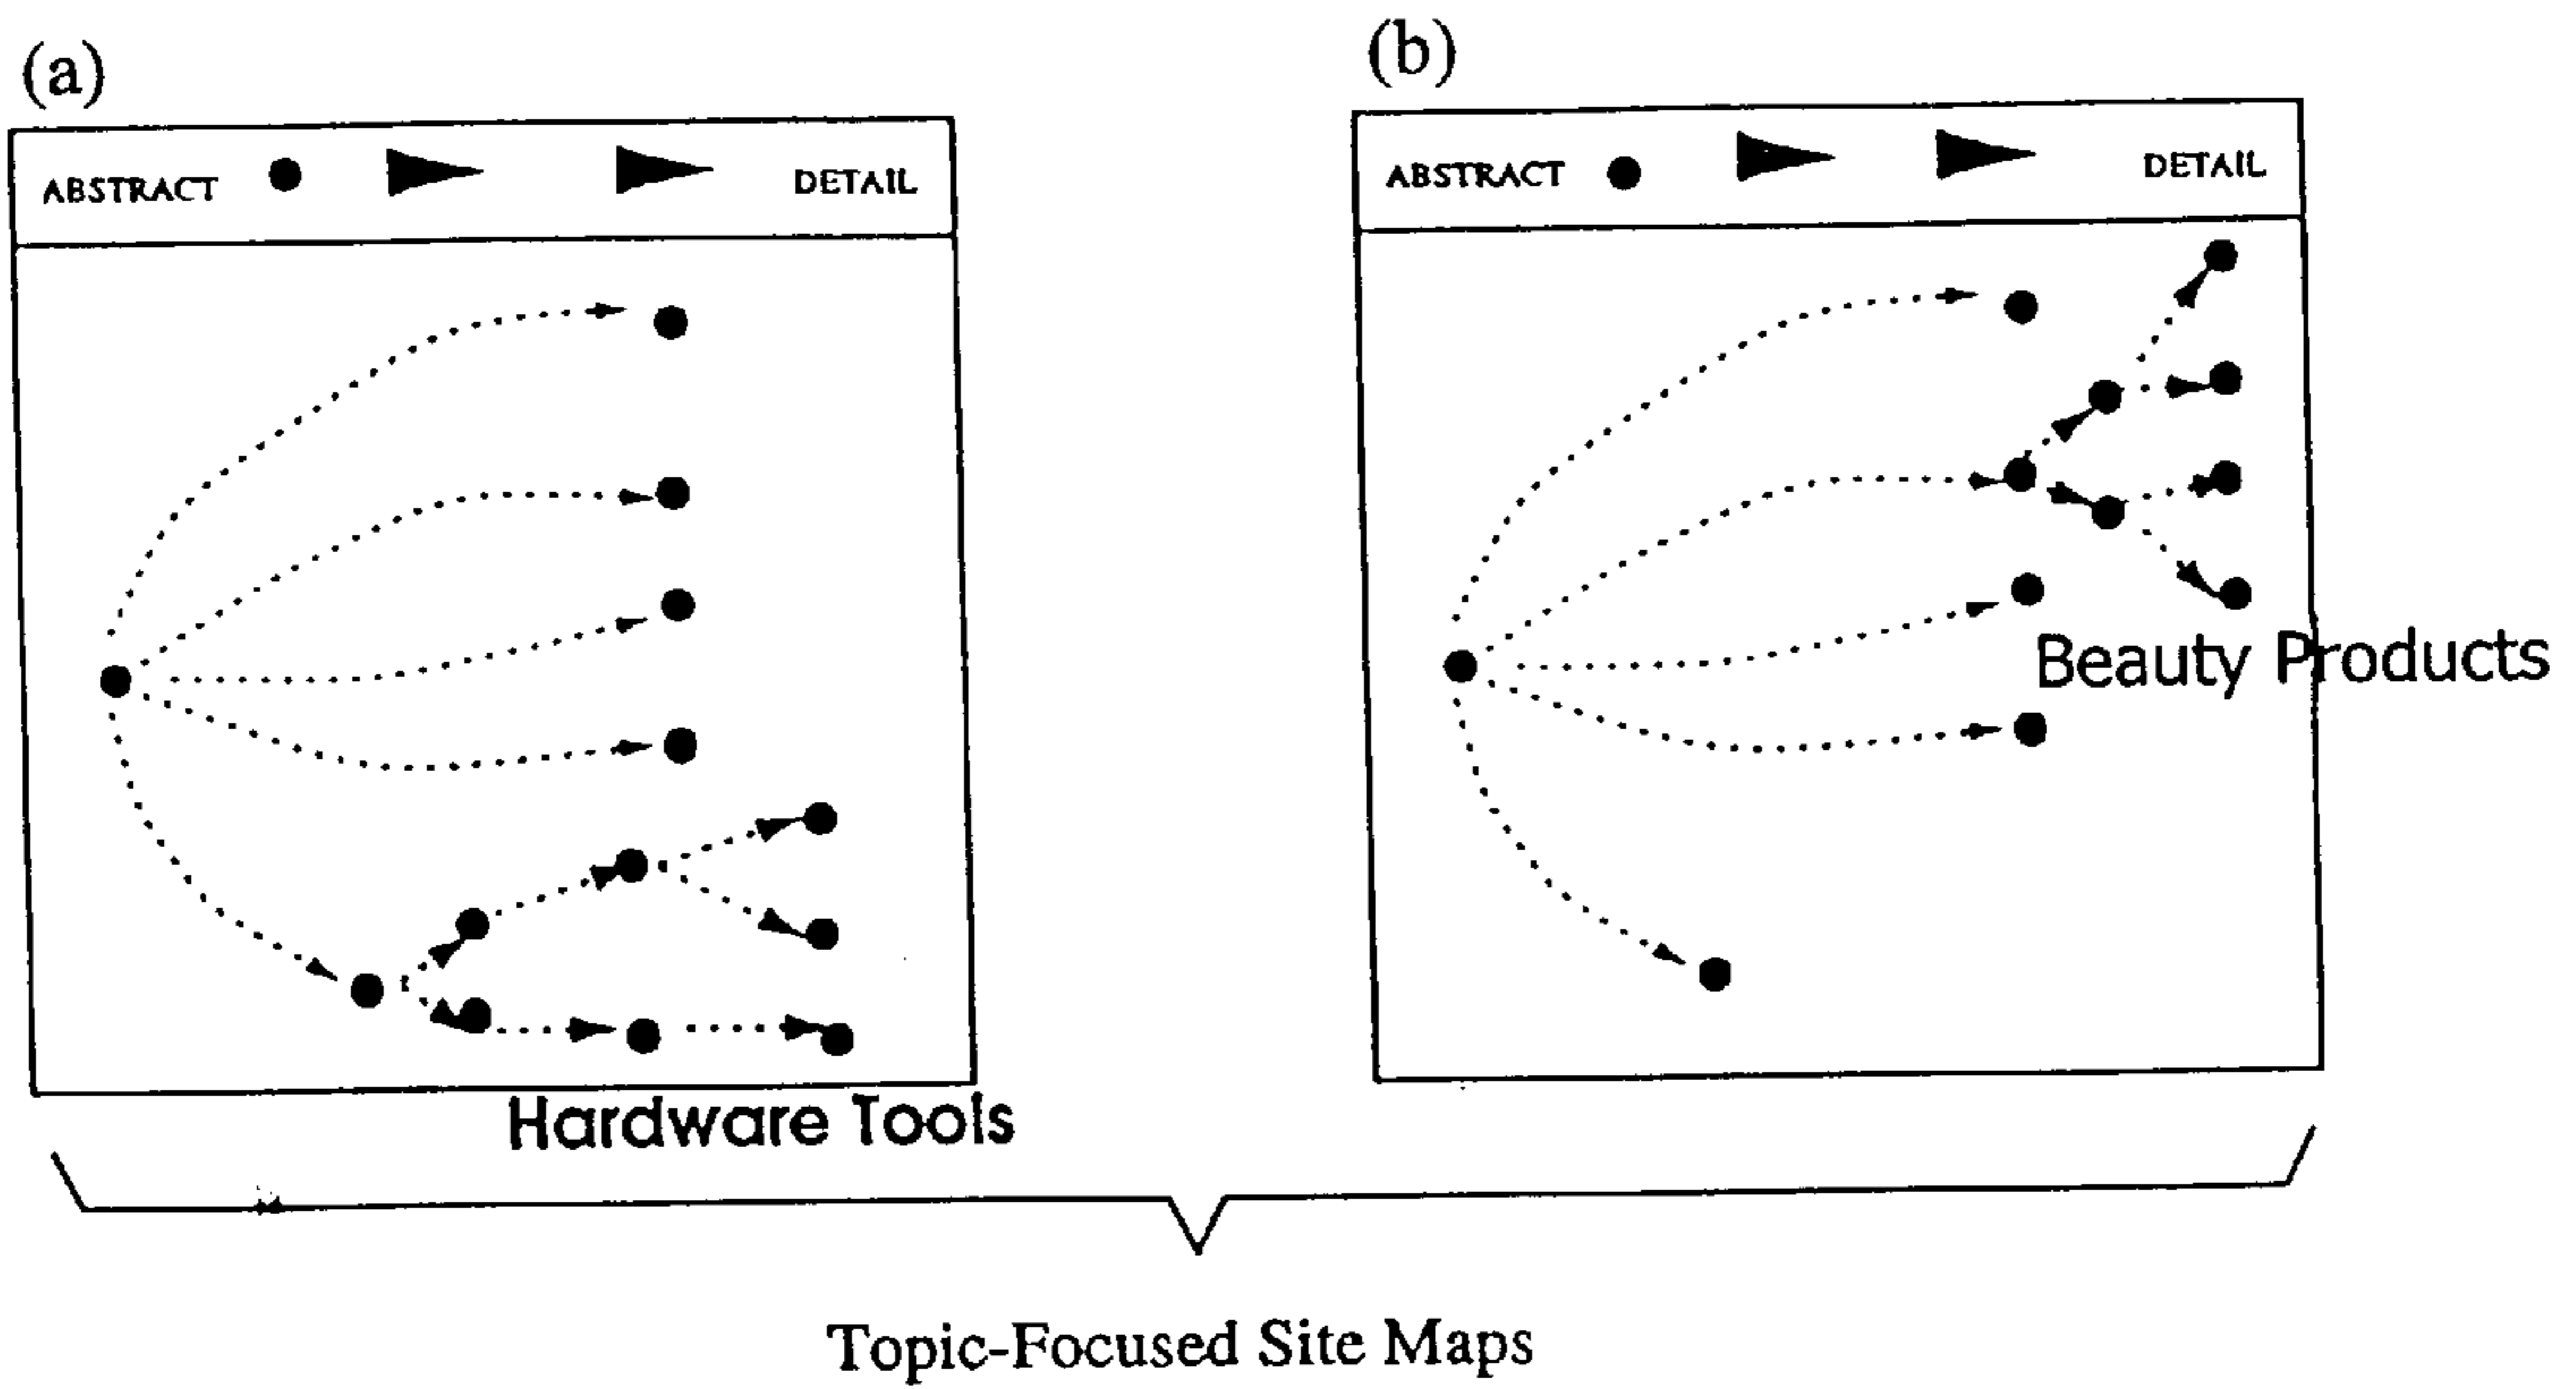 (a)
ABSTRACT DETAIL
Hardware Tools
(b)
ABSTRACT DETAIL
Beauty Products
Topic-Focused Site Maps